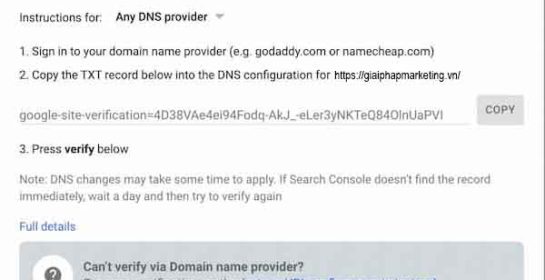 Instructions for: Any DNS provider
1. Sign in to your domain name provider (e.g. godaddy.com or namecheap.com)
2. Copy the TXT record below into the DNS configuration for https://giaiphapmarketing.vn/
google-site-verification=4D38VAe4ei94Fodq-AkJ_-eLer3yNKTeQ84OlnUaPVI
COPY
3. Press verify below
Note: DNS changes may take some time to apply. If Search Console doesn't find the record
immediately, wait a day and then try to verify again
Full details
Can't verify via Domain name provider?